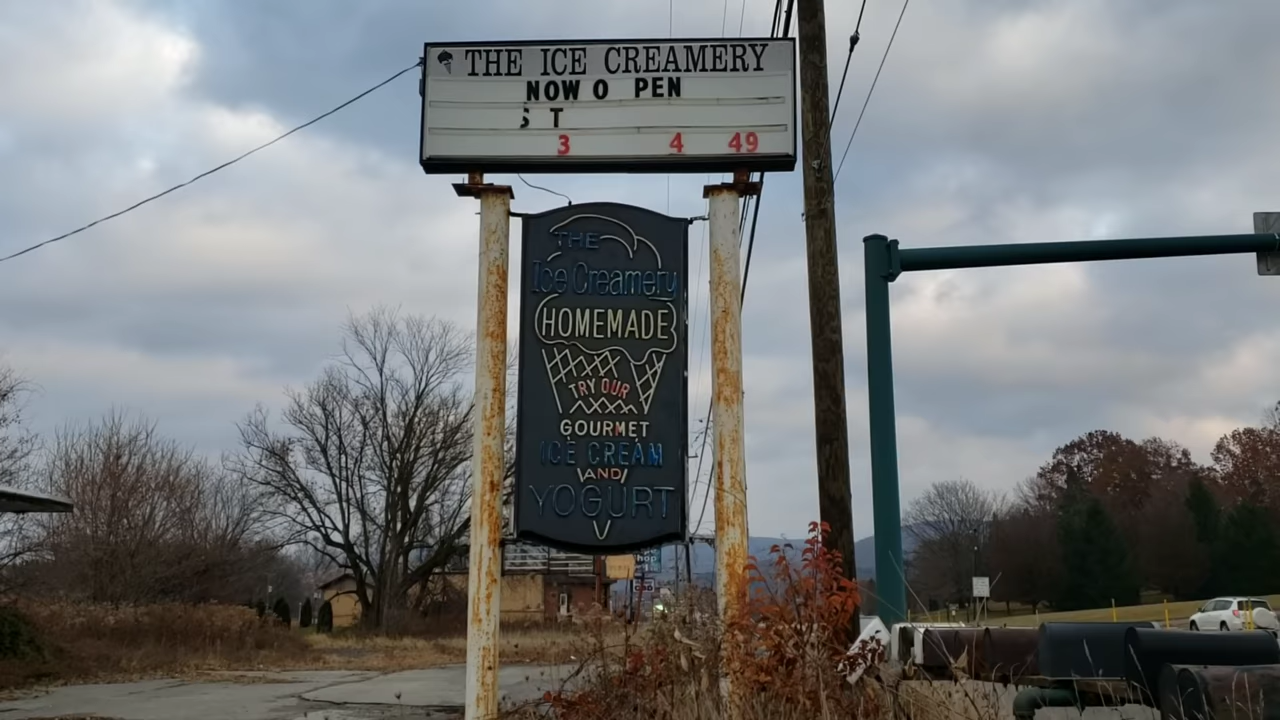 THE ICE CREAMERY
NOW O PEN
S T
3 4 49
THE
Ice Creamery
HOMEMADE
TRY OUR
GOURMET
ICE CREAM
AND
YOGURT